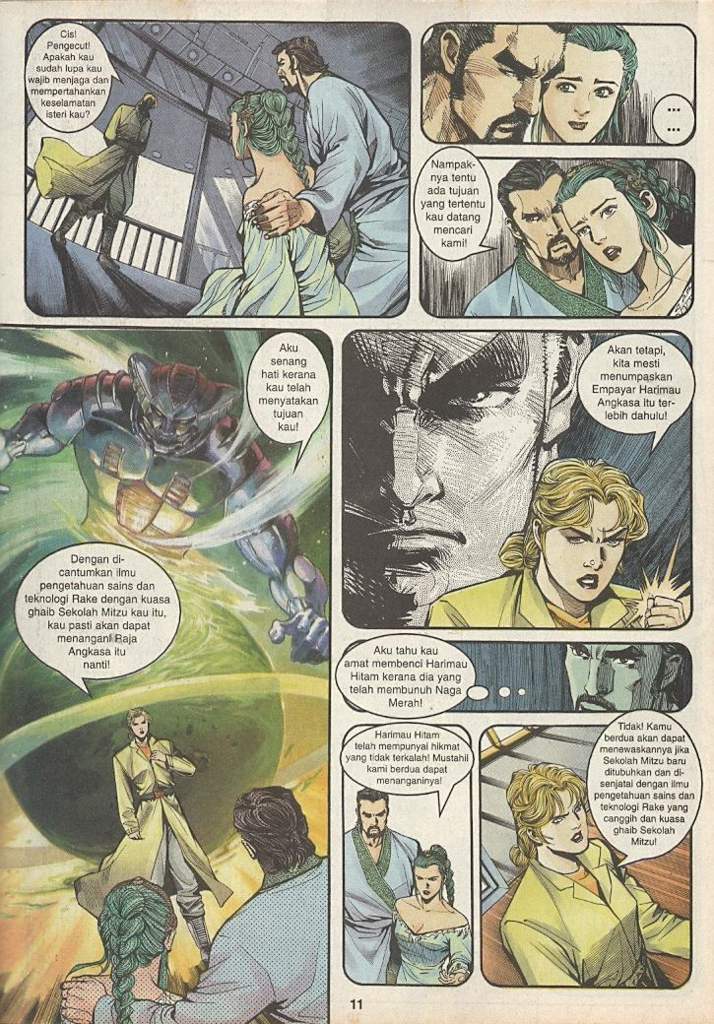 Cis!
Pengecut!
Apakah kau
sudah lupa kau
wajib menjaga dan
mempertahankan
keselamatan
isteri kau?
...
...
Nampak-
nya tentu
ada tujuan
yang tertentu
kau datang
mencari
kami!
Aku
senang
hati kerana
kau telah
menyatakan
tujuan
kau!
Dengan di-
cantumkan ilmu
pengetahuan sains dan
teknologi Rake dengan kuasa
ghaib Sekolah Mitzu kau itu,
kau pasti akan dapat
menangani Raja
Angkasa itu
nanti!
Akan tetapi,
kita mesti
menumpaskan
Empayar Harimau
Angkasa itu ter-
lebih dahulu!
Aku tahu kau
amat membenci Harimau
Hitam kerana dia yang
telah membunuh Naga
Merah!
Harimau Hitam
telah mempunyai hikmat
yang tidak terkalah! Mustahil
kami berdua dapat
menanganinya!
Tidak! Kamu
berdua akan dapat
menewaskannya jika
Sekolah Mitzu baru
ditubuhkan dan di-
senjatai dengan ilmu
pengetahuan sains dan
teknologi Rake yang
canggih dan kuasa
ghaib Sekolah
Mitzu!
11